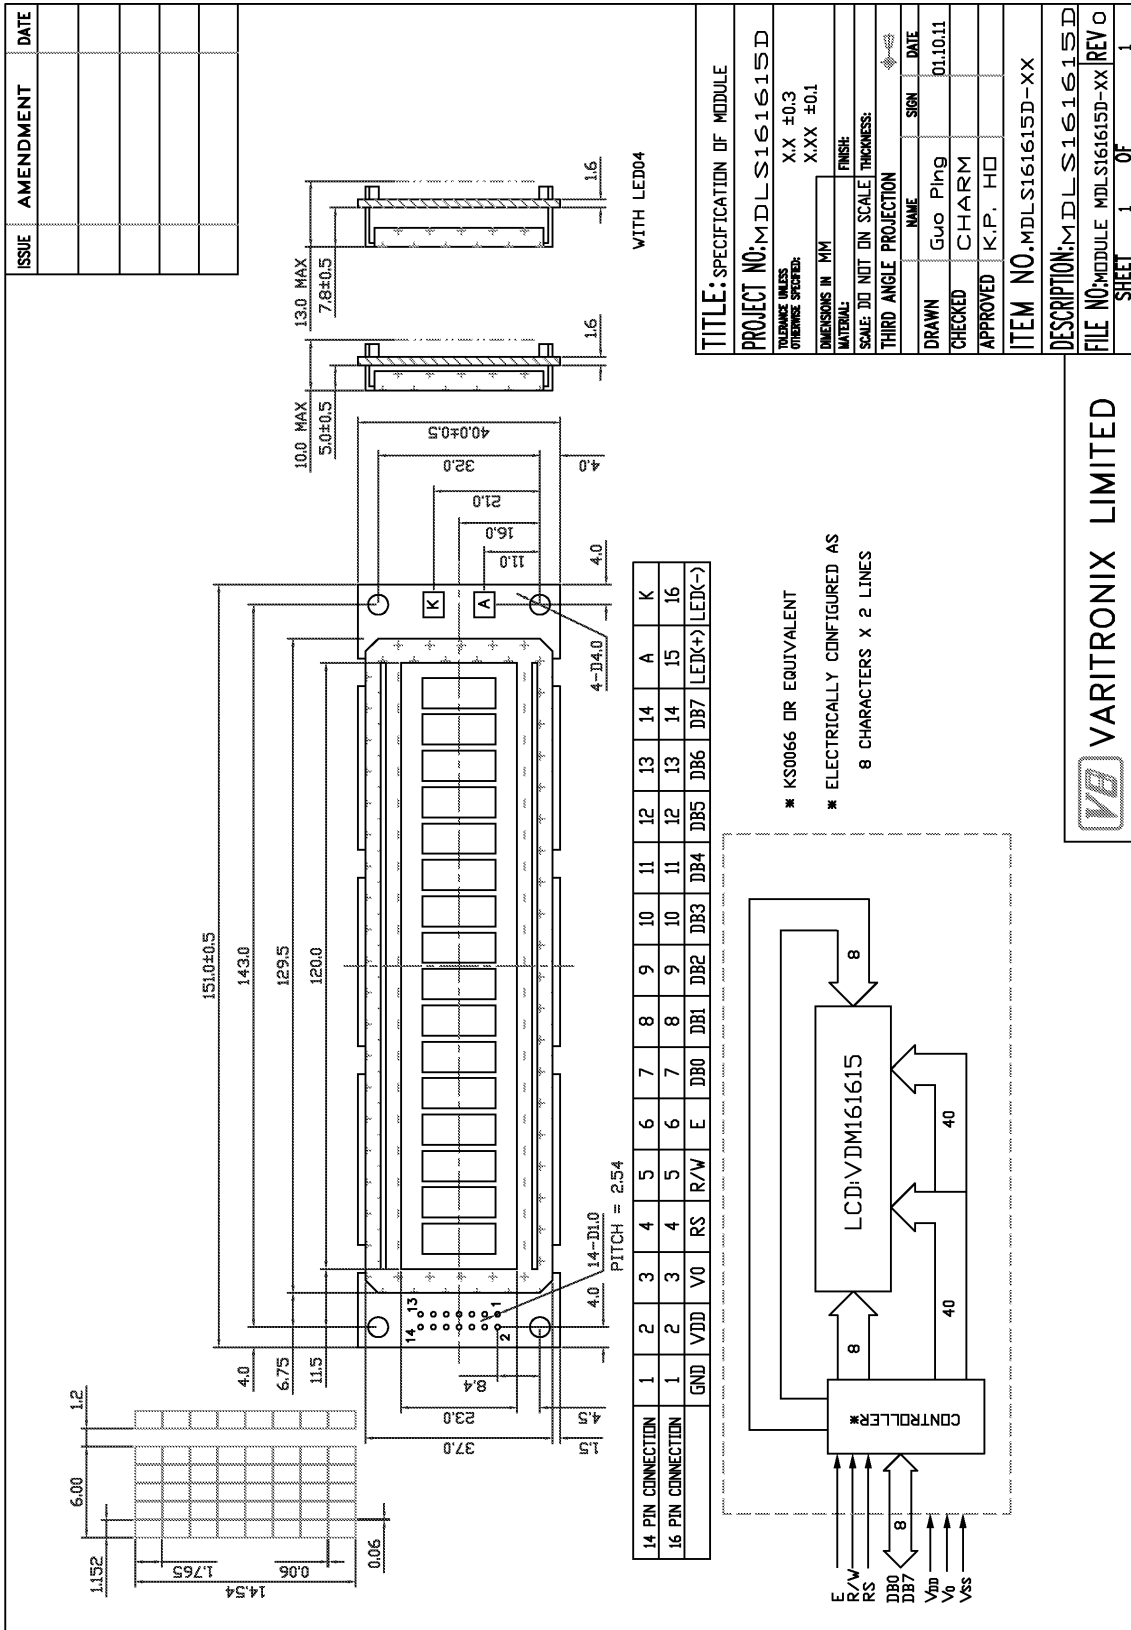 ISSUE AMENDMENT DATE
13.0 MAX
7.8±0.5
1.6
WITH LED04
10.0 MAX
5.0±0.5
1.6
151.0±0.5
143.0
129.5
120.0
4.0
6.75
11.5
4.0
40.0±0.5
32.0
21.0
16.0
11.0
4.0
K
A
4-D4.0
14
13
2
1
14-D1.0
PITCH = 2.54
4.0
8.4
23.0
37.0
4.5
1.5
1.2
6.00
1.152
1.765
0.06
14.54
0.06
14 PIN CONNECTION 1 2 3 4 5 6 7 8 9 10 11 12 13 14 A K
16 PIN CONNECTION 1 2 3 4 5 6 7 8 9 10 11 12 13 14 15 16
GND VDD V0 RS R/W E DB0 DB1 DB2 DB3 DB4 DB5 DB6 DB7 LED(+) LED(-)
* KS0066 OR EQUIVALENT
* ELECTRICALLY CONFIGURED AS
8 CHARACTERS X 2 LINES
E
R/W
RS
DB0
DB7
8
VDD
V0
VSS
CONTROLLER*
8
40
40
8
LCD:VDM161615
VB VARITRONIX LIMITED
TITLE: SPECIFICATION OF MODULE
PROJECT NO: MDLS161615D
TOLERANCE UNLESS
OTHERWISE SPECIFIED:
X.X ±0.3
X.XX ±0.1
DIMENSIONS IN MM
MATERIAL: FINISH:
SCALE: DO NOT ON SCALE THICKNESS:
THIRD ANGLE PROJECTION
NAME SIGN DATE
DRAWN Guo Ping 01.10.11
CHECKED CHARM
APPROVED K.P. HO
ITEM NO. MDLS161615D-XX
DESCRIPTION: MDLS161615D
FILE NO: MODULE MDLS161615D-XX REV 0
SHEET 1 OF 1